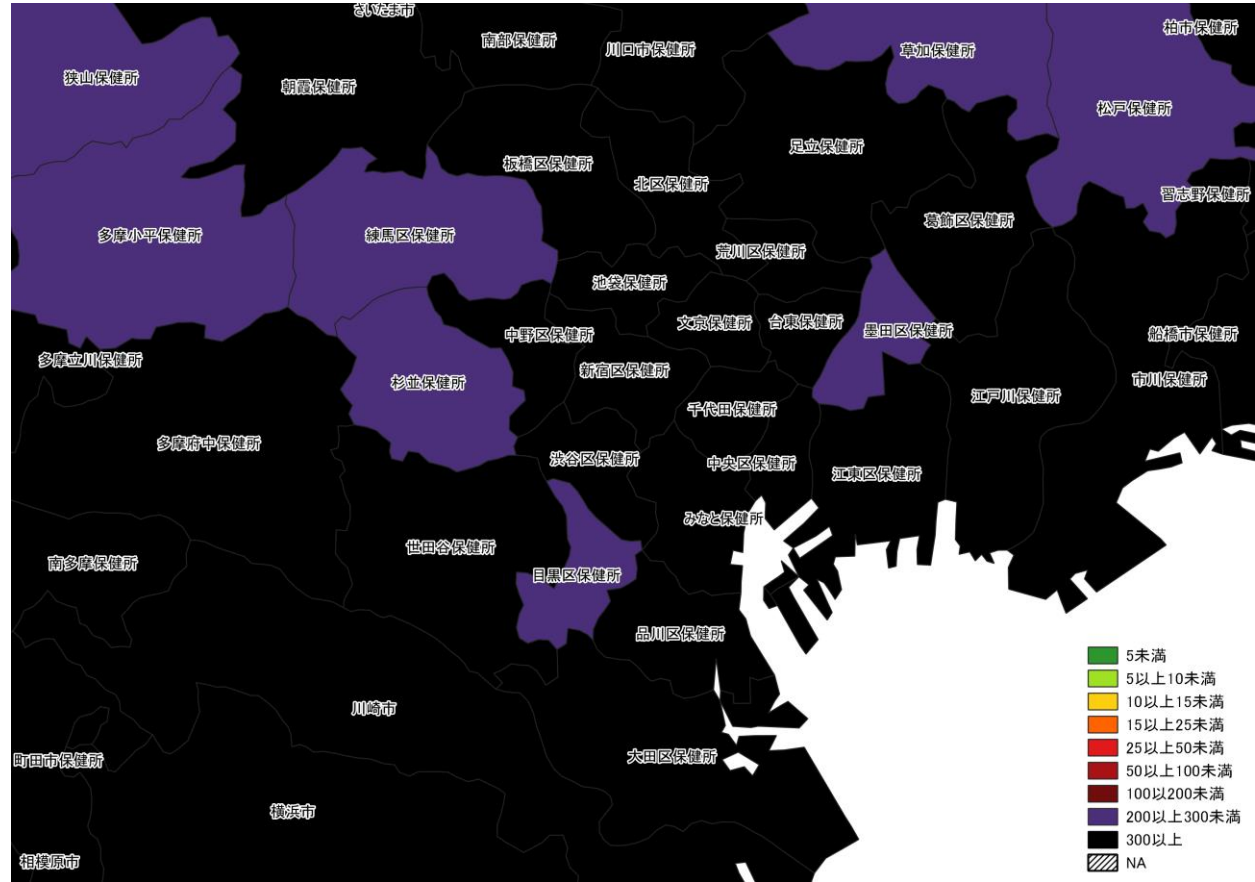 さいたま市
南部保健所
川口市保健所
柏市保健所
草加保健所
狭山保健所
朝霞保健所
松戸保健所
足立保健所
板橋区保健所
北区保健所
習志野保健所
葛飾区保健所
多摩小平保健所
練馬区保健所
荒川区保健所
池袋保健所
文京保健所
台東保健所
墨田区保健所
中野区保健所
船橋市保健所
多摩立川保健所
新宿区保健所
市川保健所
杉並保健所
江戸川保健所
千代田保健所
多摩府中保健所
渋谷区保健所
中央区保健所
江東区保健所
みなと保健所
世田谷保健所
南多摩保健所
目黒区保健所
品川区保健所
川崎市
大田区保健所
町田市保健所
横浜市
相模原市
5未満
5以上10未満
10以上15未満
15以上25未満
25以上50未満
50以上100未満
100以200未満
200以上300未満
300以上
NA